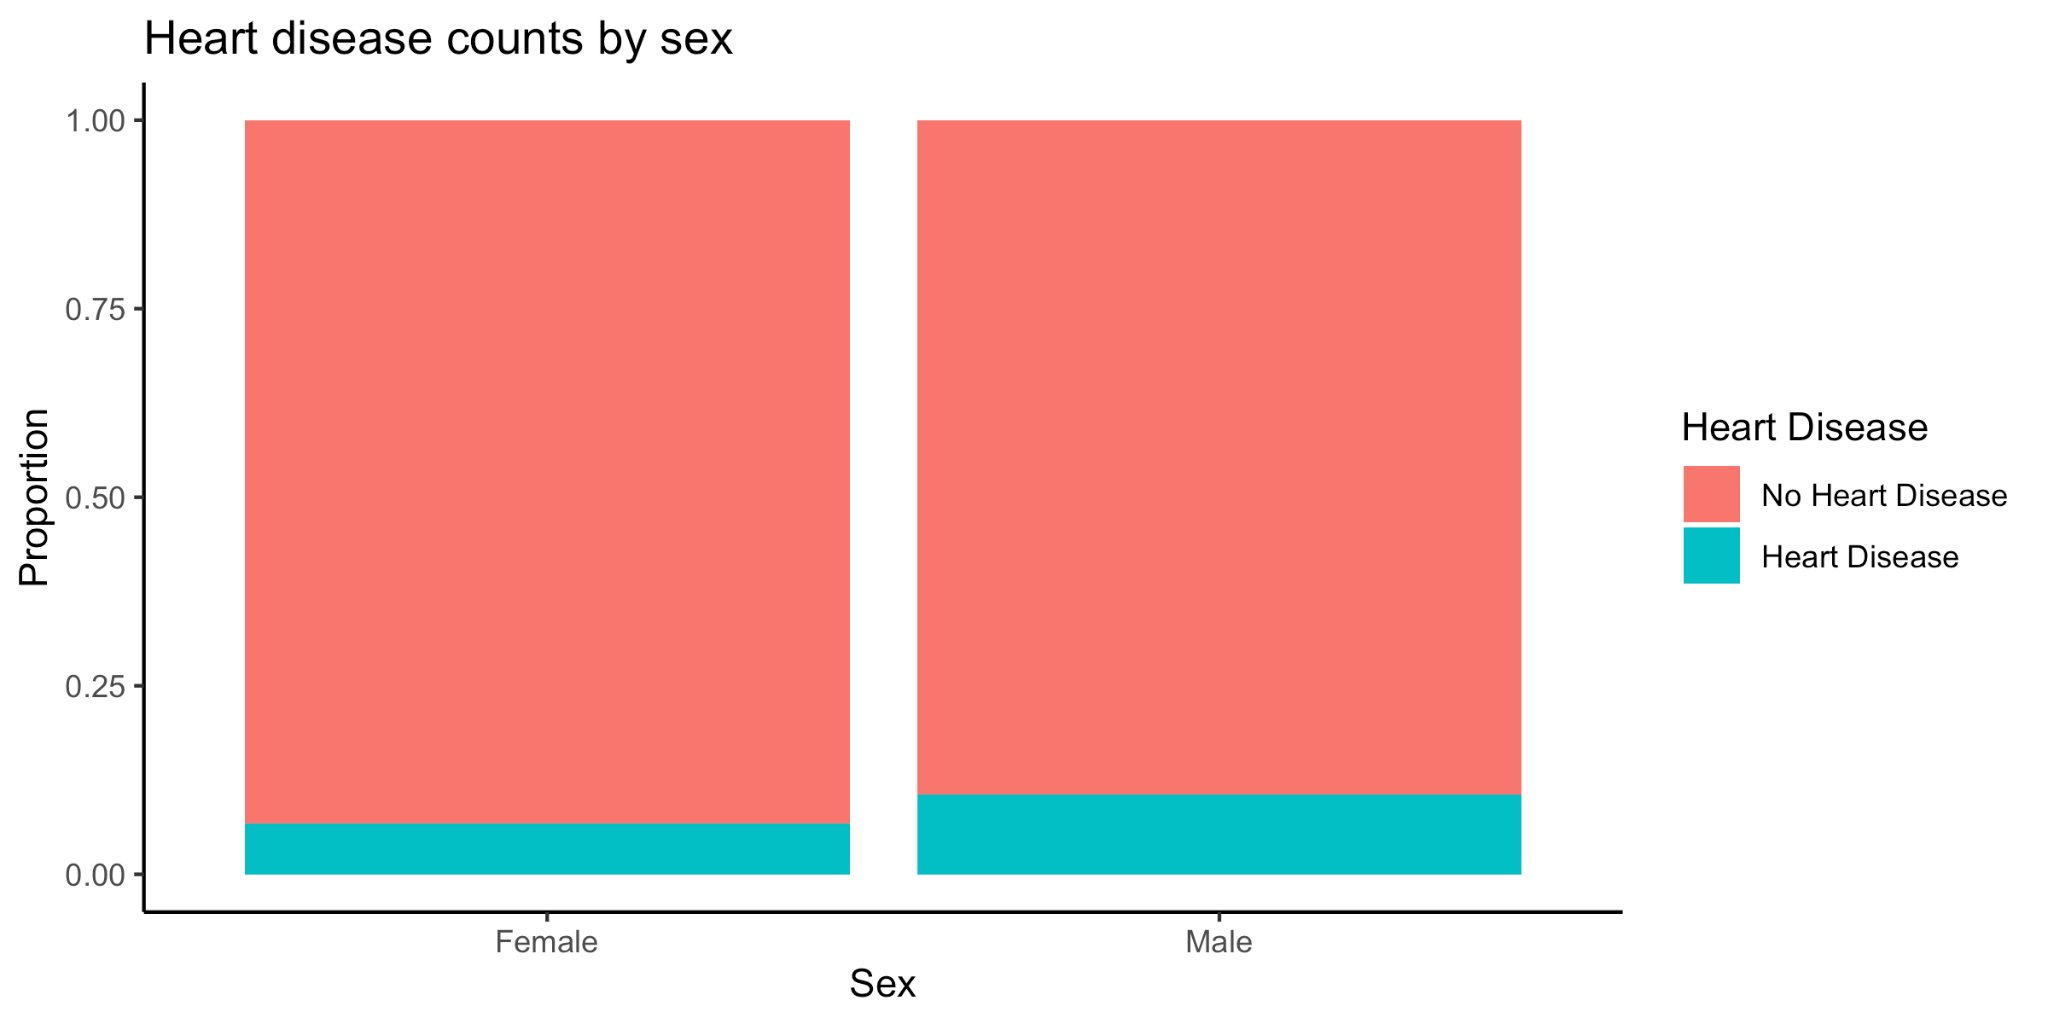 Heart disease counts by sex
1.00
0.75
0.50
0.25
0.00
Proportion
Female
Male
Sex
Heart Disease
No Heart Disease
Heart Disease